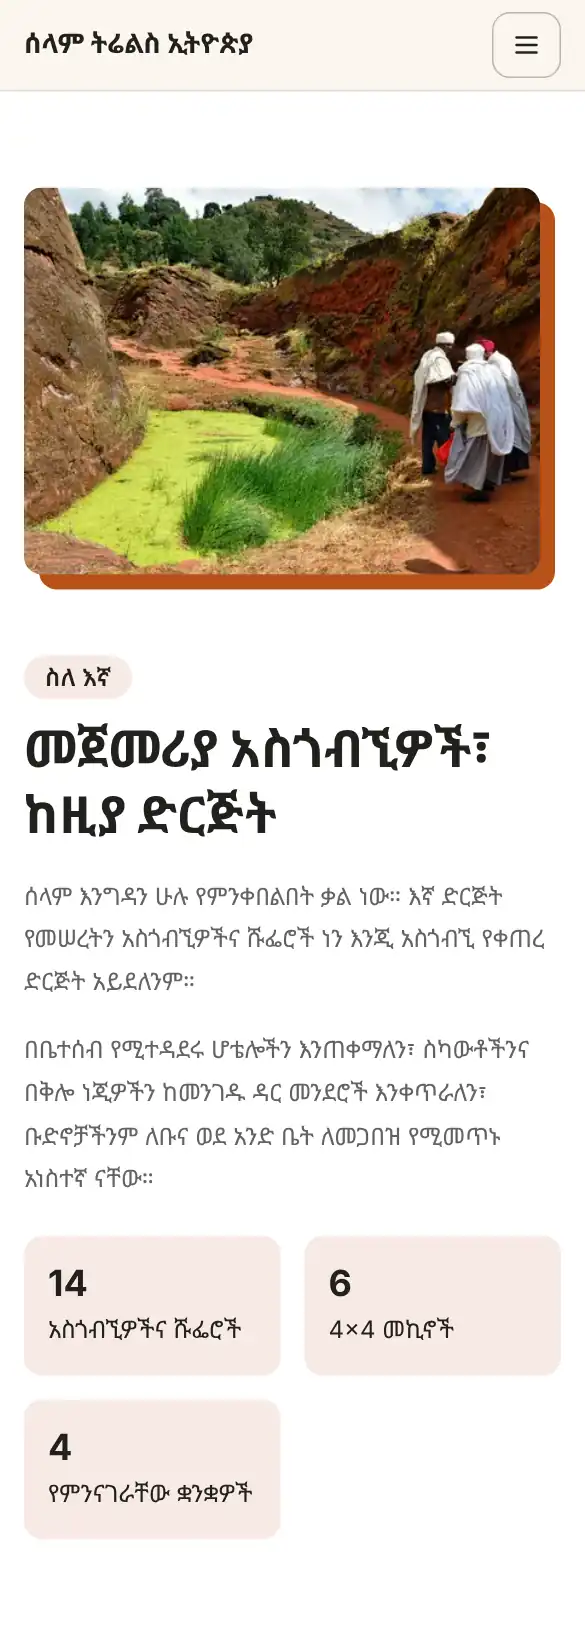 ሰላም ትሬልስ ኢትዮጵያ
ስለ እኛ
መጀመሪያ አስጎብኚዎች፣
ከዚያ ድርጅት
ሰላም እንግዳን ሁሉ የምንቀበልበት ቃል ነው። እኛ ድርጅት
የመሠረትን አስጎብኚዎችና ሹፌሮች ነን እንጂ አስጎብኚ የቀጠረ
ድርጅት አይደለንም።
በቤተሰብ የሚተዳደሩ ሆቴሎችን እንጠቀማለን፣ ስካውቶችንና
በቅሎ ነጂዎችን ከመንገዱ ዳር መንደሮች እንቀጥራለን፣
ቡድኖቻችንም ለቡና ወደ አንድ ቤት ለመጋበዝ የሚመጥኑ
አነስተኛ ናቸው።
14
አስጎብኚዎችና ሹፌሮች
6
4×4 መኪኖች
4
የምንናገራቸው ቋንቋዎች